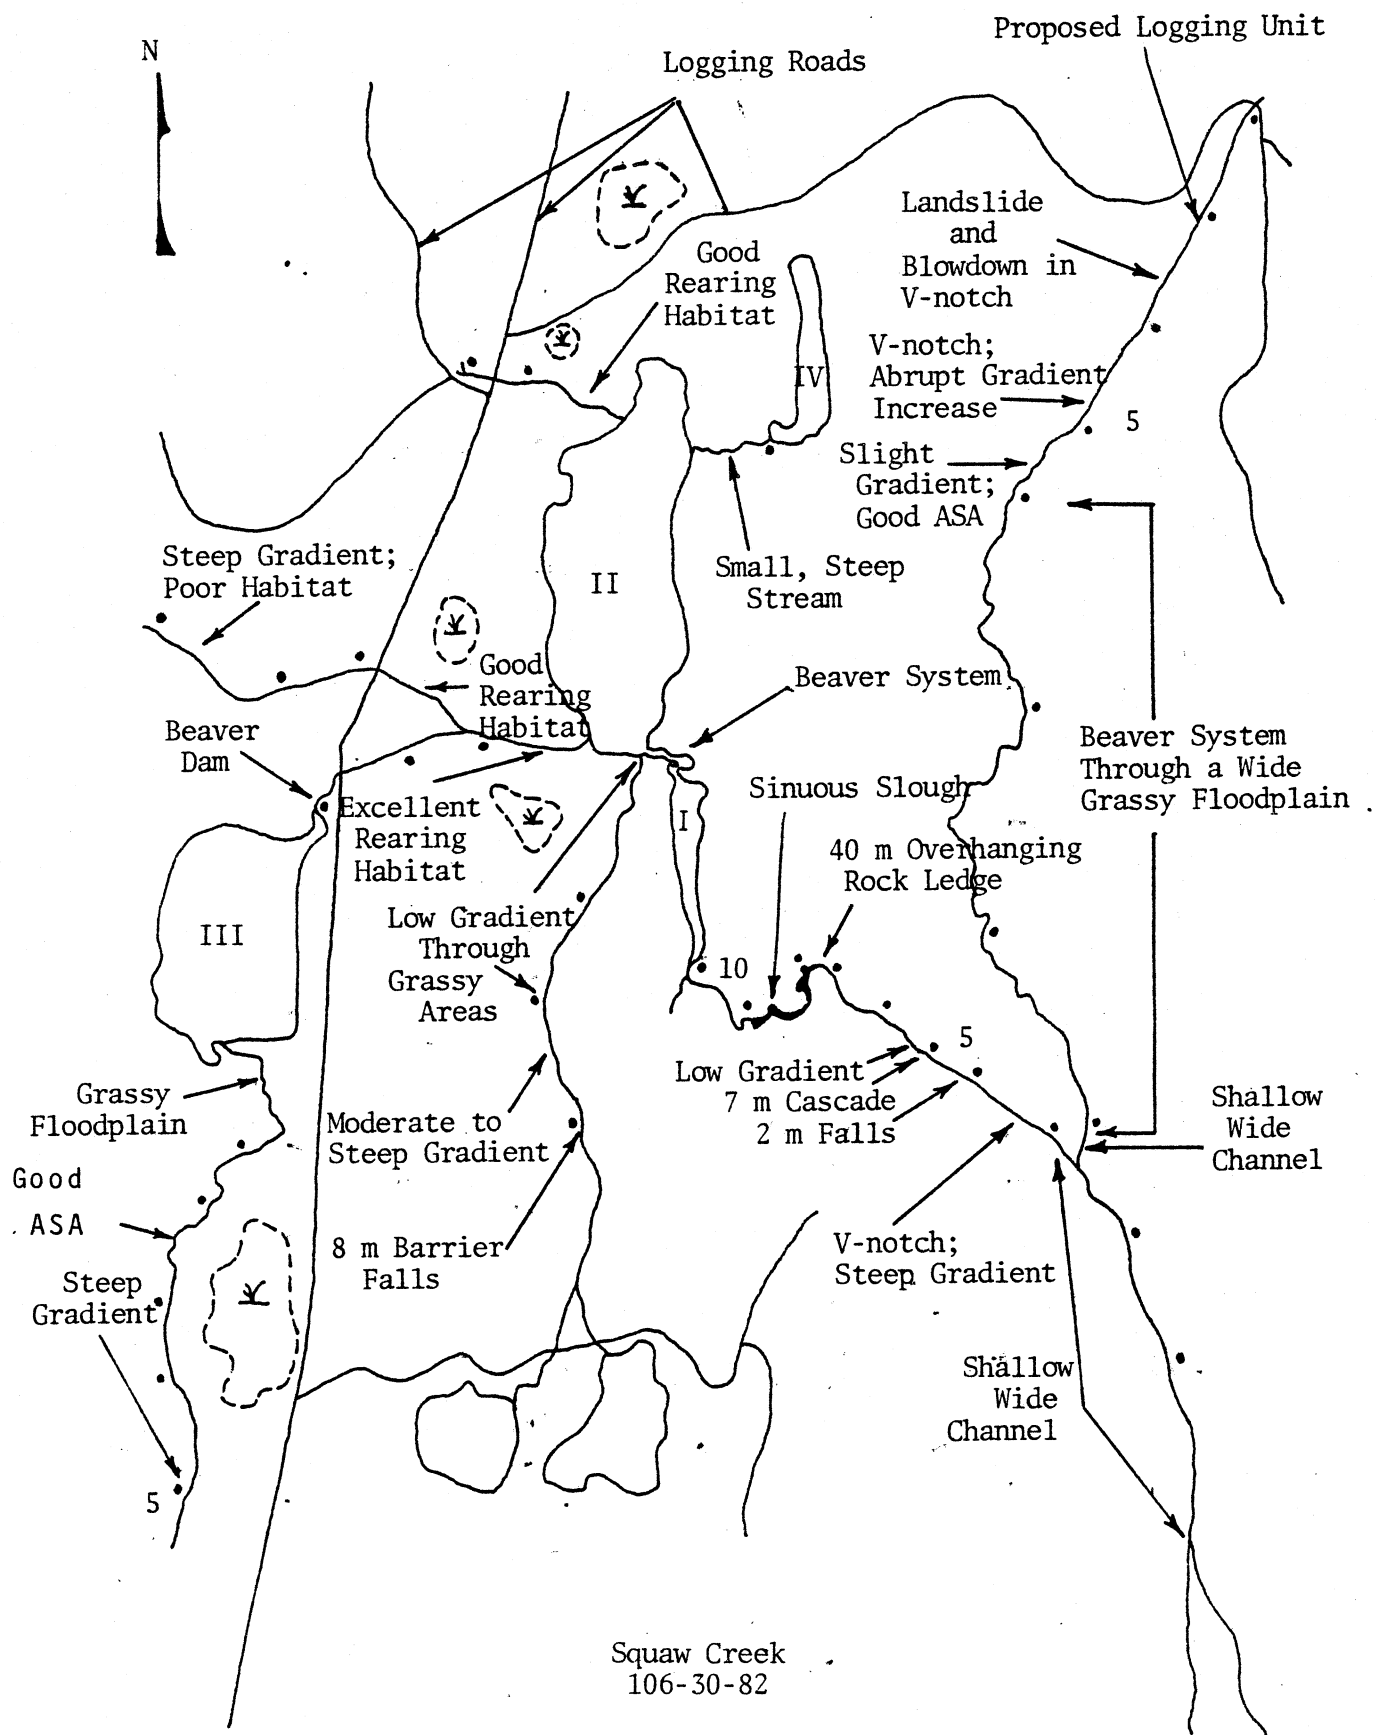 Proposed Logging Unit
N
Logging Roads
Landslide
and
Blowdown in
V-notch
Good
Rearing
Habitat
V-notch;
Abrupt Gradient
Increase
IV
5
Slight
Gradient;
Good ASA
Steep Gradient;
Poor Habitat
II
Small, Steep
Stream
Good
Rearing
Habitat
Beaver System
Beaver
Dam
Beaver System
Through a Wide
Grassy Floodplain
Sinuous Slough
Excellent
Rearing
Habitat
I
40 m Overhanging
Rock Ledge
III
Low Gradient
Through
Grassy
Areas
10
5
Low Gradient
7 m Cascade
2 m Falls
Grassy
Floodplain
Moderate to
Steep Gradient
Shallow
Wide
Channel
Good
ASA
8 m Barrier
Falls
V-notch;
Steep Gradient
Steep
Gradient
Shallow
Wide
Channel
5
Squaw Creek
106-30-82